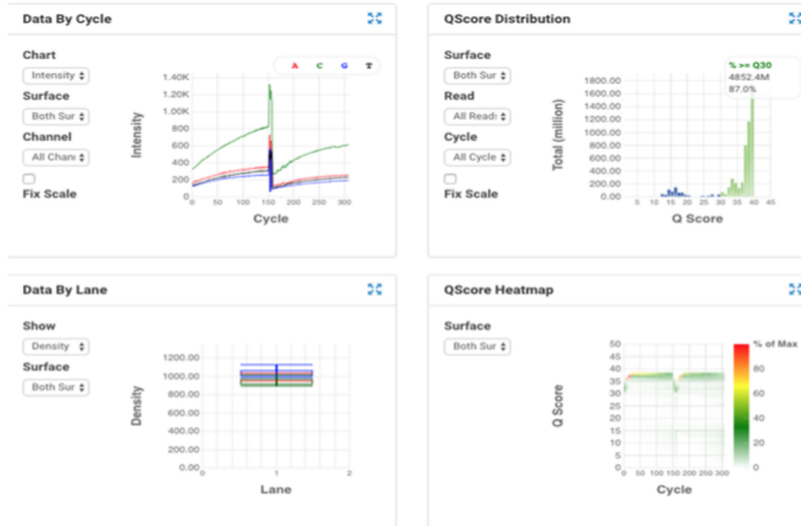 Data By Cycle
Chart
Intensity
Surface
Both Sur
Channel
All Chann
Fix Scale
A C G T
Intensity
1.40K
1.20K
1.00K
800
600
400
200
0
0 50 100 150 200 250 300
Cycle
QScore Distribution
Surface
Both Sur
Read
All Reads
Cycle
All Cycle
Fix Scale
% >= Q30
4852.4M
87.0%
Total (million)
1800.00
1600.00
1400.00
1200.00
1000.00
800.00
600.00
400.00
200.00
0.00
5 10 15 20 25 30 35 40 45
Q Score
Data By Lane
Show
Density
Surface
Both Sur
Density
1200.00
1000.00
800.00
600.00
400.00
200.00
0.00
0 1 2
Lane
QScore Heatmap
Surface
Both Sur
Q Score
50
45
40
35
30
25
20
15
10
5
0
0 50 100 150 200 250 300
Cycle
% of Max
80
60
40
20
0